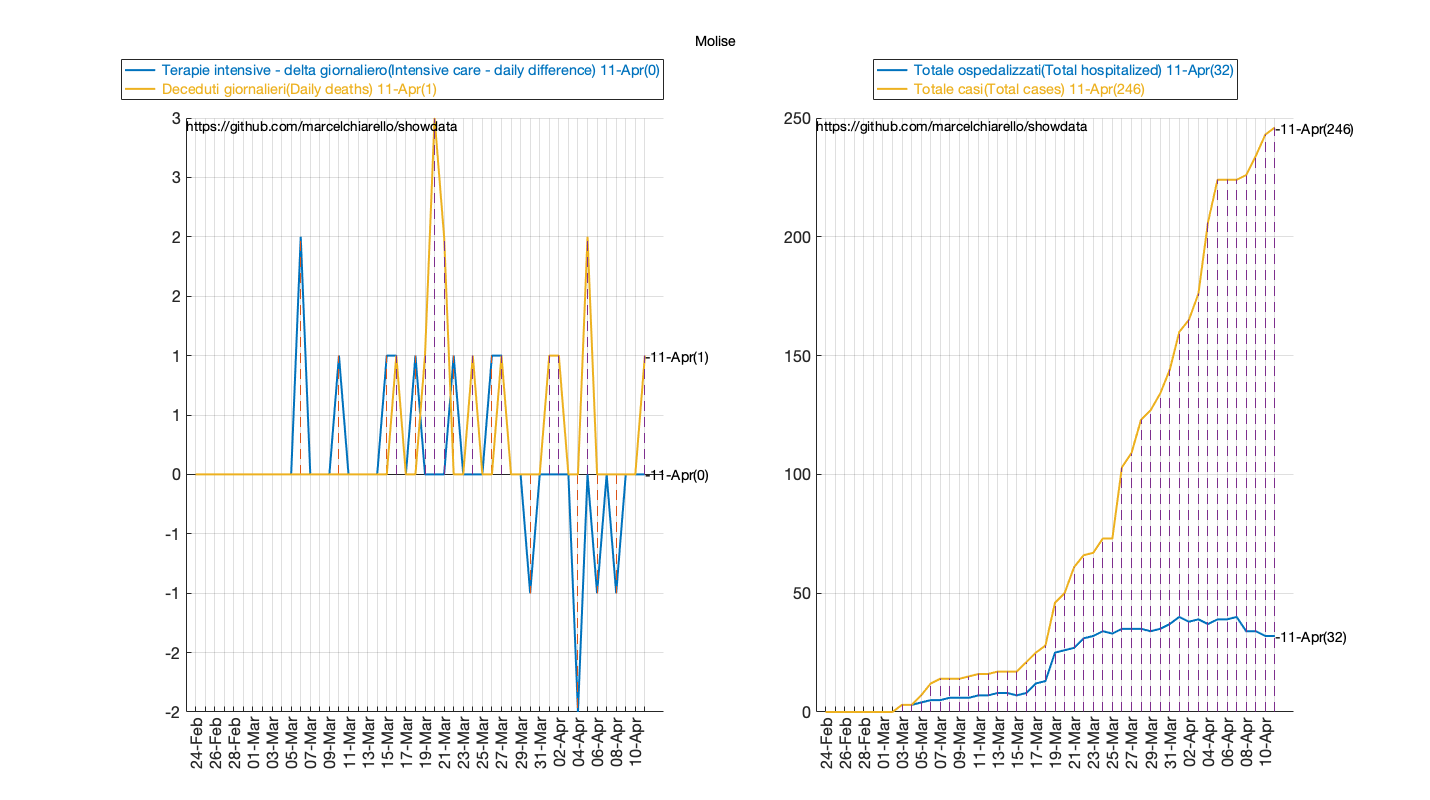 Molise
Terapie intensive - delta giornaliero(Intensive care - daily difference) 11-Apr(0)
Deceduti giornalieri(Daily deaths) 11-Apr(1)
https://github.com/marcelchiarello/showdata
3
3
2
2
1
1
0
-1
-1
-2
-2
-11-Apr(1)
-11-Apr(0)
24-Feb
26-Feb
28-Feb
01-Mar
03-Mar
05-Mar
07-Mar
09-Mar
11-Mar
13-Mar
15-Mar
17-Mar
19-Mar
21-Mar
23-Mar
25-Mar
27-Mar
29-Mar
31-Mar
02-Apr
04-Apr
06-Apr
08-Apr
10-Apr
Totale ospedalizzati(Total hospitalized) 11-Apr(32)
Totale casi(Total cases) 11-Apr(246)
https://github.com/marcelchiarello/showdata
250
200
150
100
50
0
-11-Apr(246)
-11-Apr(32)
24-Feb
26-Feb
28-Feb
01-Mar
03-Mar
05-Mar
07-Mar
09-Mar
11-Mar
13-Mar
15-Mar
17-Mar
19-Mar
21-Mar
23-Mar
25-Mar
27-Mar
29-Mar
31-Mar
02-Apr
04-Apr
06-Apr
08-Apr
10-Apr